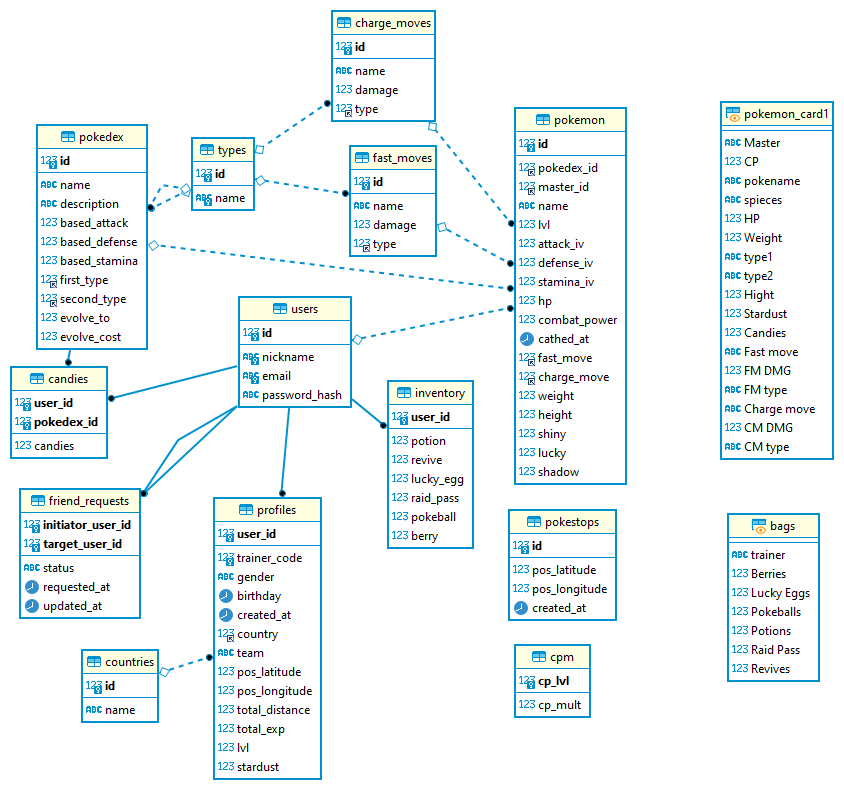 charge_moves
123 id
ABC name
123 damage
123 type
pokedex
123 id
ABC name
ABC description
123 based_attack
123 based_defense
123 based_stamina
123 first_type
123 second_type
123 evolve_to
123 evolve_cost
types
123 id
ABC name
fast_moves
123 id
ABC name
123 damage
123 type
pokemon
123 id
123 pokedex_id
123 master_id
ABC name
123 lvl
123 attack_iv
123 defense_iv
123 stamina_iv
123 hp
123 combat_power
cathed_at
123 fast_move
123 charge_move
123 weight
123 height
123 shiny
123 lucky
123 shadow
pokemon_card1
ABC Master
123 CP
ABC pokename
ABC spieces
123 HP
123 Weight
ABC type1
ABC type2
123 Hight
123 Stardust
123 Candies
ABC Fast move
123 FM DMG
ABC FM type
ABC Charge move
123 CM DMG
ABC CM type
users
123 id
ABC nickname
ABC email
ABC password_hash
candies
123 user_id
123 pokedex_id
123 candies
inventory
123 user_id
123 potion
123 revive
123 lucky_egg
123 raid_pass
123 pokeball
123 berry
friend_requests
123 initiator_user_id
123 target_user_id
ABC status
requested_at
updated_at
profiles
123 user_id
123 trainer_code
ABC gender
birthday
created_at
123 country
ABC team
123 pos_latitude
123 pos_longitude
123 total_distance
123 total_exp
123 lvl
123 stardust
pokestops
123 id
123 pos_latitude
123 pos_longitude
created_at
bags
ABC trainer
123 Berries
123 Lucky Eggs
123 Pokeballs
123 Potions
123 Raid Pass
123 Revives
countries
123 id
ABC name
cpm
123 cp_lvl
123 cp_mult